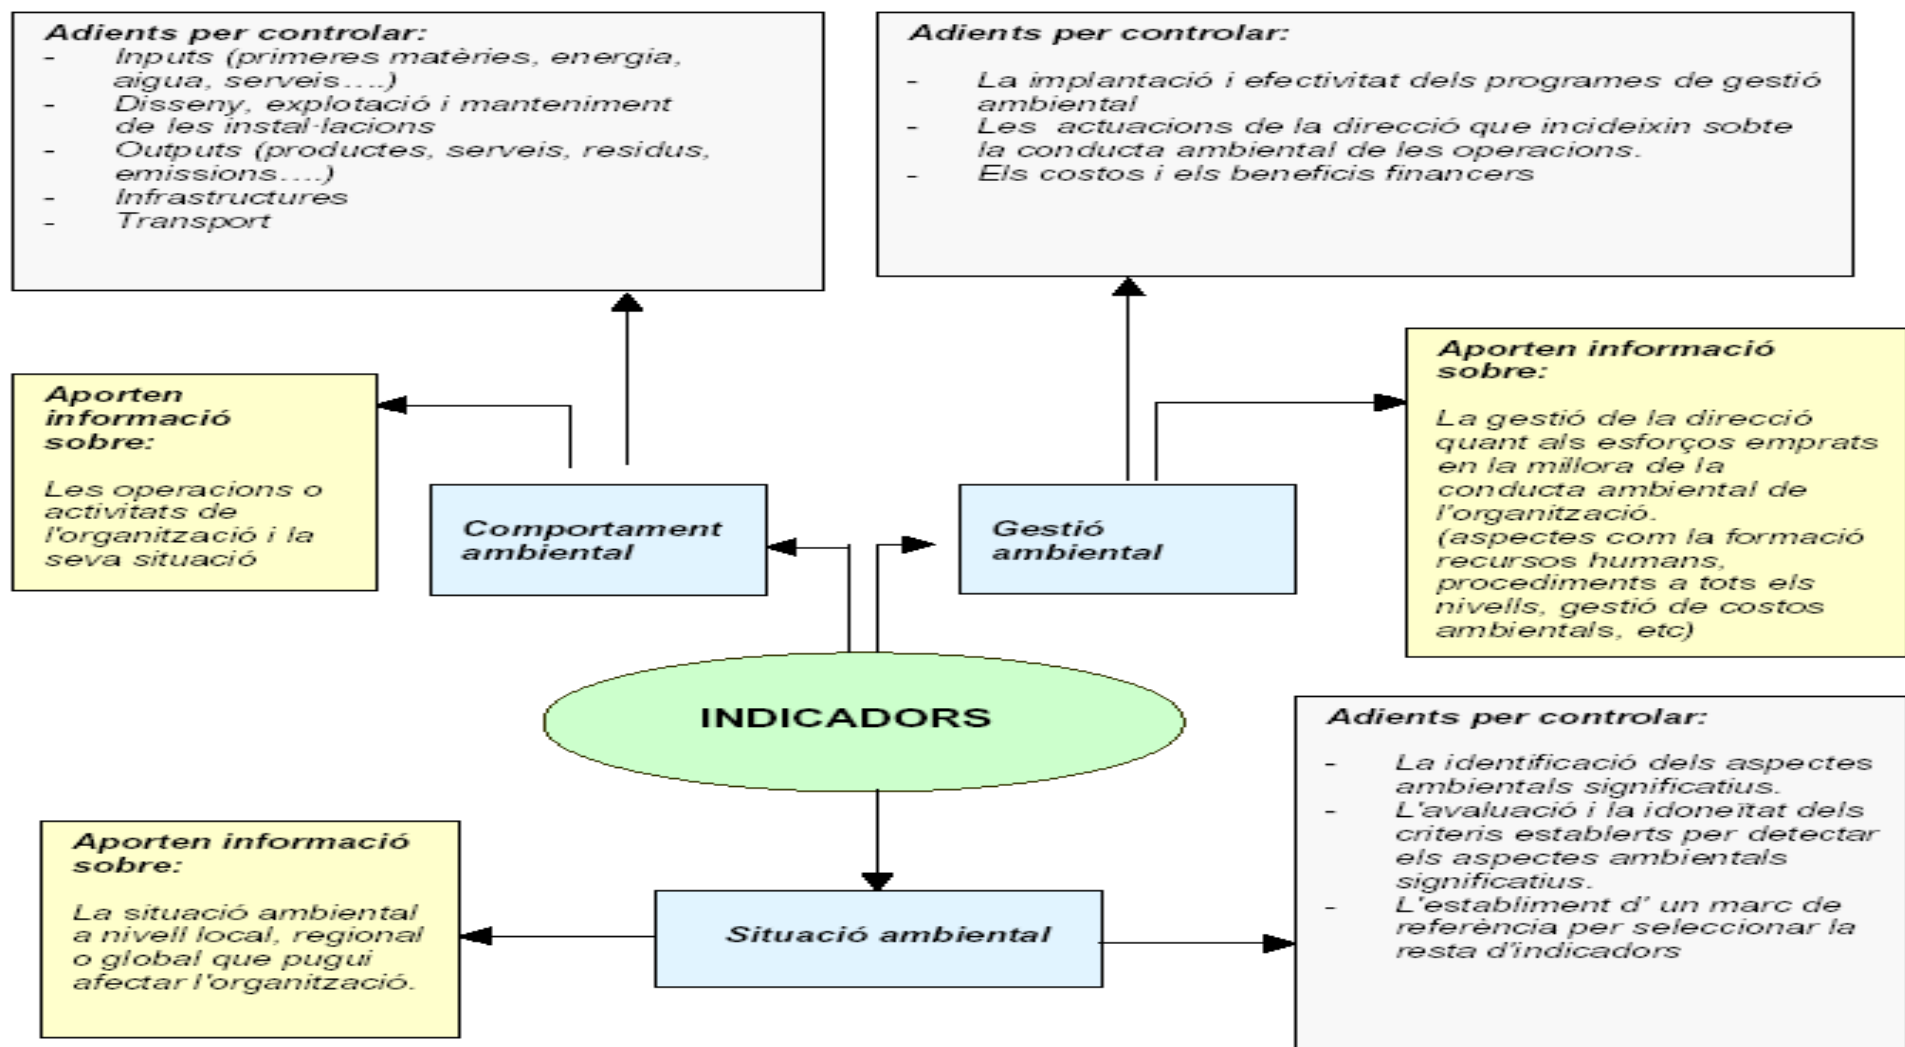 Adients per controlar:
- Inputs (primeres matèries, energia,
aigua, serveis….)
- Disseny, explotació i manteniment
de les instal·lacions
- Outputs (productes, serveis, residus,
emissions….)
- Infrastructures
- Transport
Adients per controlar:
- La implantació i efectivitat dels programes de gestió
ambiental
- Les actuacions de la direcció que incideixin sobte
la conducta ambiental de les operacions.
- Els costos i els beneficis financers
Aporten
informació
sobre:
Les operacions o
activitats de
l'organització i la
seva situació
Comportament
ambiental
Gestió
ambiental
Aporten informació
sobre:
La gestió de la direcció
quant als esforços emprats
en la millora de la
conducta ambiental de
l'organització.
(aspectes com la formació
recursos humans,
procediments a tots els
nivells, gestió de costos
ambientals, etc)
INDICADORS
Aporten informació
sobre:
La situació ambiental
a nivell local, regional
o global que pugui
afectar l'organització.
Situació ambiental
Adients per controlar:
- La identificació dels aspectes
ambientals significatius.
- L'avaluació i la idoneïtat dels
criteris establerts per detectar
els aspectes ambientals
significatius.
- L'establiment d' un marc de
referència per seleccionar la
resta d'indicadors